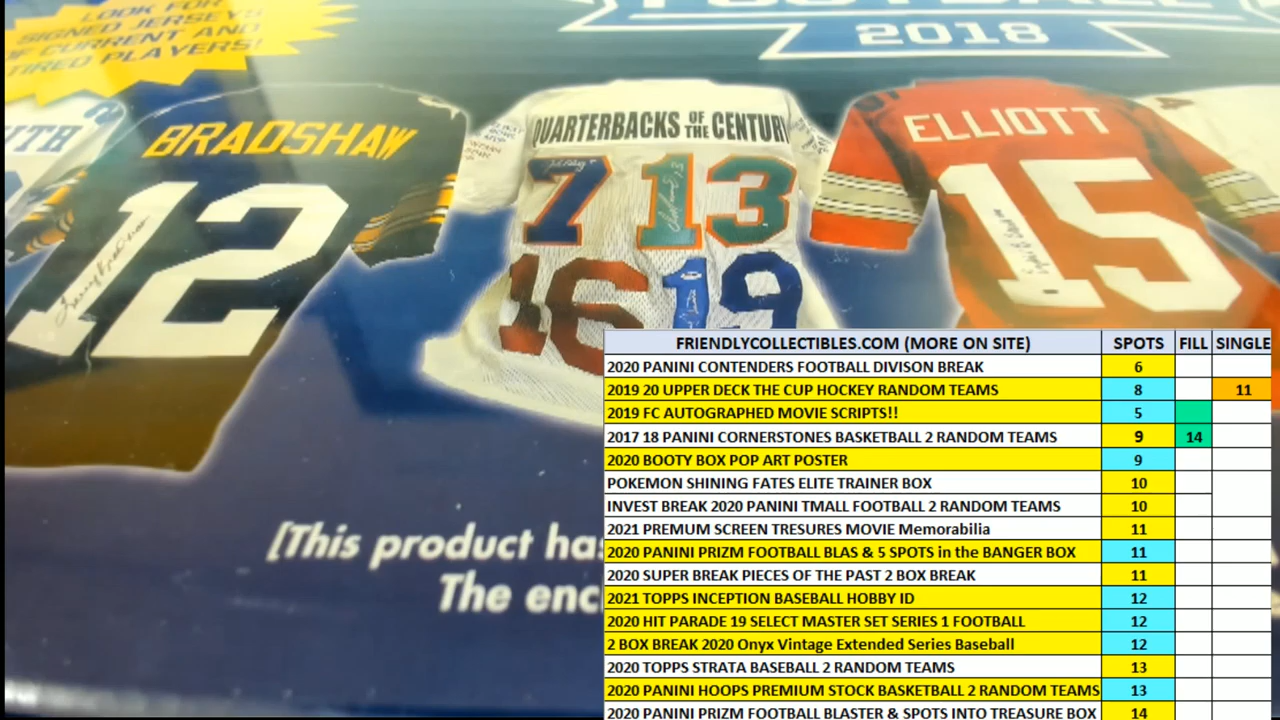 LOOK FOR
SIGNED JERSEYS
OF CURRENT AND
TIRED PLAYERS!
FOOTBALL
2018
ITH
BRADSHAW
12
QUARTERBACKS OF THE CENTURY
7 13
16 19
ELLIOTT
15
[This product has
The enc
FRIENDLYCOLLECTIBLES.COM (MORE ON SITE) SPOTS FILL SINGLE
2020 PANINI CONTENDERS FOOTBALL DIVISON BREAK 6
2019 20 UPPER DECK THE CUP HOCKEY RANDOM TEAMS 8 11
2019 FC AUTOGRAPHED MOVIE SCRIPTS!! 5
2017 18 PANINI CORNERSTONES BASKETBALL 2 RANDOM TEAMS 9 14
2020 BOOTY BOX POP ART POSTER 9
POKEMON SHINING FATES ELITE TRAINER BOX 10
INVEST BREAK 2020 PANINI TMALL FOOTBALL 2 RANDOM TEAMS 10
2021 PREMUM SCREEN TRESURES MOVIE Memorabilia 11
2020 PANINI PRIZM FOOTBALL BLAS & 5 SPOTS in the BANGER BOX 11
2020 SUPER BREAK PIECES OF THE PAST 2 BOX BREAK 11
2021 TOPPS INCEPTION BASEBALL HOBBY ID 12
2020 HIT PARADE 19 SELECT MASTER SET SERIES 1 FOOTBALL 12
2 BOX BREAK 2020 Onyx Vintage Extended Series Baseball 12
2020 TOPPS STRATA BASEBALL 2 RANDOM TEAMS 13
2020 PANINI HOOPS PREMIUM STOCK BASKETBALL 2 RANDOM TEAMS 13
2020 PANINI PRIZM FOOTBALL BLASTER & SPOTS INTO TREASURE BOX 14